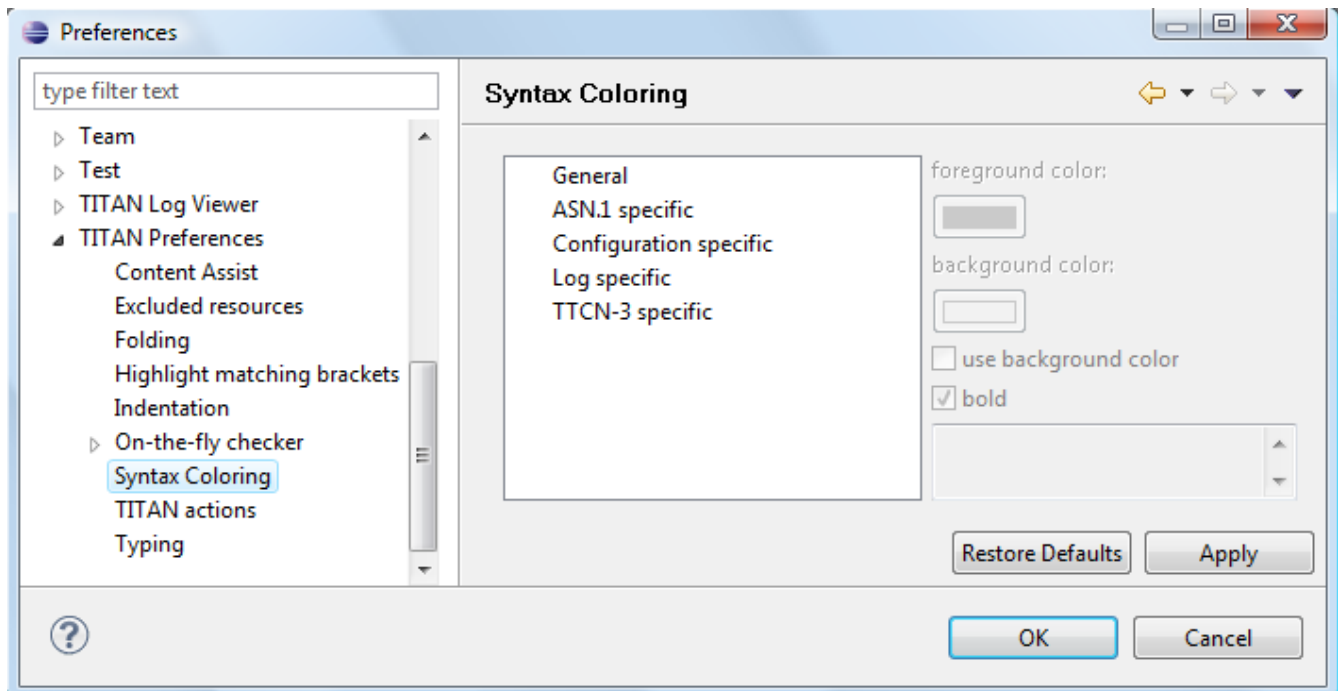 Preferences
type filter text
Team
Test
TITAN Log Viewer
TITAN Preferences
Content Assist
Excluded resources
Folding
Highlight matching brackets
Indentation
On-the-fly checker
Syntax Coloring
TITAN actions
Typing
Syntax Coloring
General
ASN.1 specific
Configuration specific
Log specific
TTCN-3 specific
foreground color:
background color:
use background color
bold
Restore Defaults
Apply
OK
Cancel